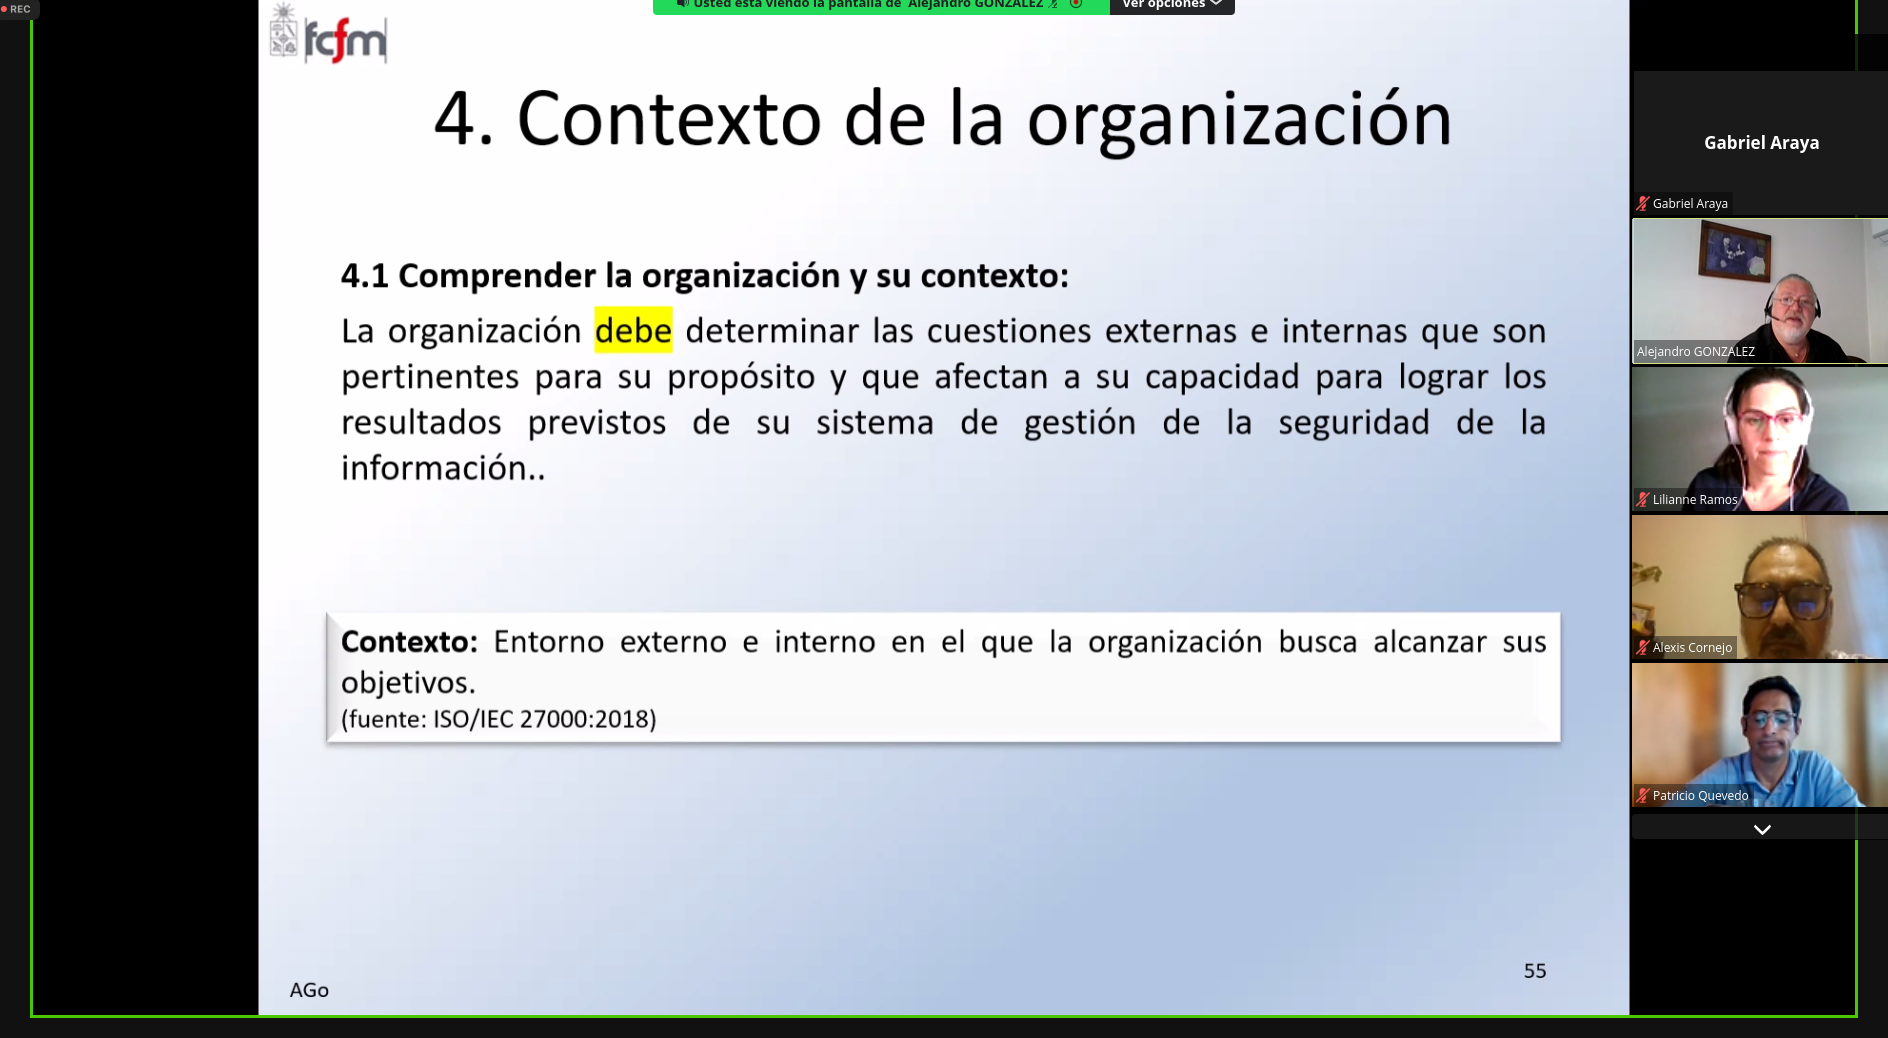 REC
Usted está viendo la pantalla de Alejandro GONZALEZ
Ver opciones
fcfm
4. Contexto de la organización
4.1 Comprender la organización y su contexto:
La organización debe determinar las cuestiones externas e internas que son
pertinentes para su propósito y que afectan a su capacidad para lograr los
resultados previstos de su sistema de gestión de la seguridad de la
información..
Contexto: Entorno externo e interno en el que la organización busca alcanzar sus
objetivos.
(fuente: ISO/IEC 27000:2018)
55
AGo
Gabriel Araya
Gabriel Araya
Alejandro GONZALEZ
Lilianne Ramos
Alexis Cornejo
Patricio Quevedo